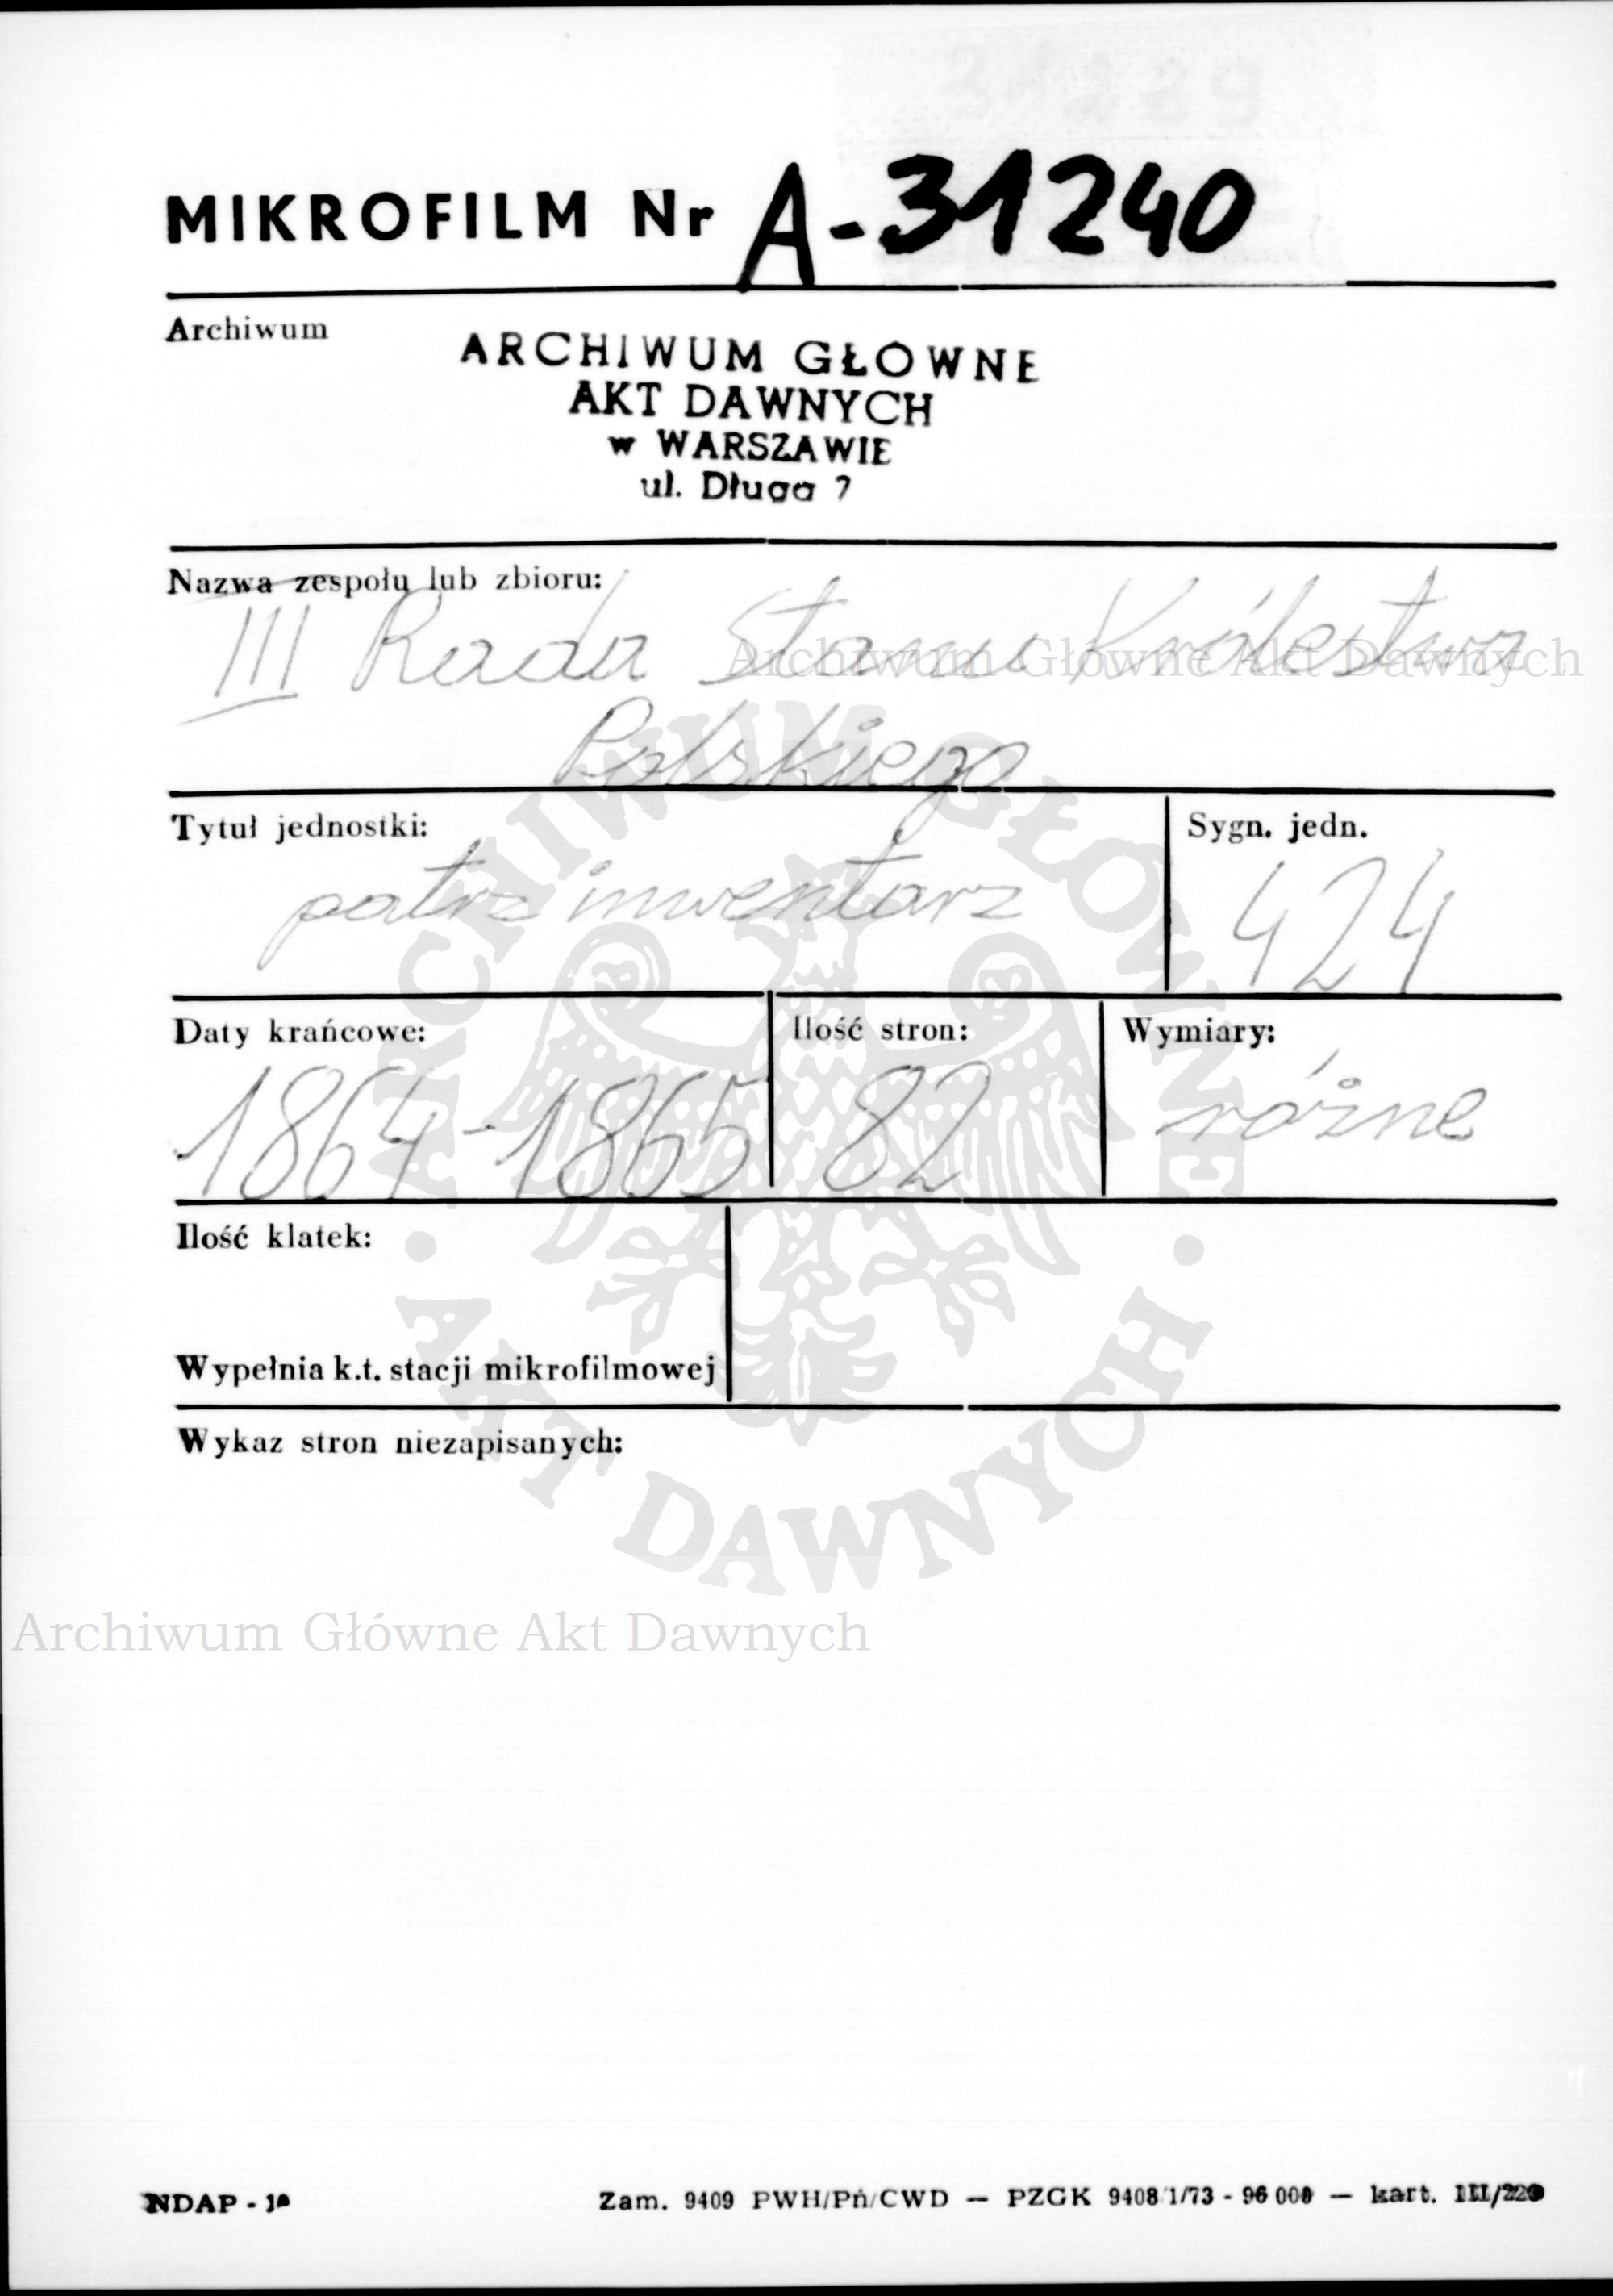 MIKROFILM Nr A-31240
Archiwum
ARCHIWUM GŁOWNE
AKT DAWNYCH
w WARSZAWIE
ul. Długa 7
Nazwa zespołu lub zbioru:
III Rada Stanu Królestwa
Polskiego
Archiwum Główne Akt Dawnych
Tytuł jednostki:
patrz inwentarz
Sygn. jedn.
424
Daty krańcowe:
1864-1865
Ilość stron:
82
Wymiary:
różne
Ilość klatek:
Wypełnia k.t. stacji mikrofilmowej
Wykaz stron niezapisanych:
ARCHIWUM GŁÓWNE
AKT DAWNYCH
Archiwum Główne Akt Dawnych
NDAP -
Zam. 9409 PWH/Pń/CWD — PZGK 9408 1/73 - 96 000 — kart. III/220